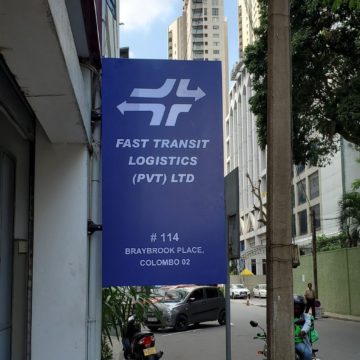 FAST TRANSIT
LOGISTICS
(PVT) LTD
# 114
BRAYBROOK PLACE,
COLOMBO 02